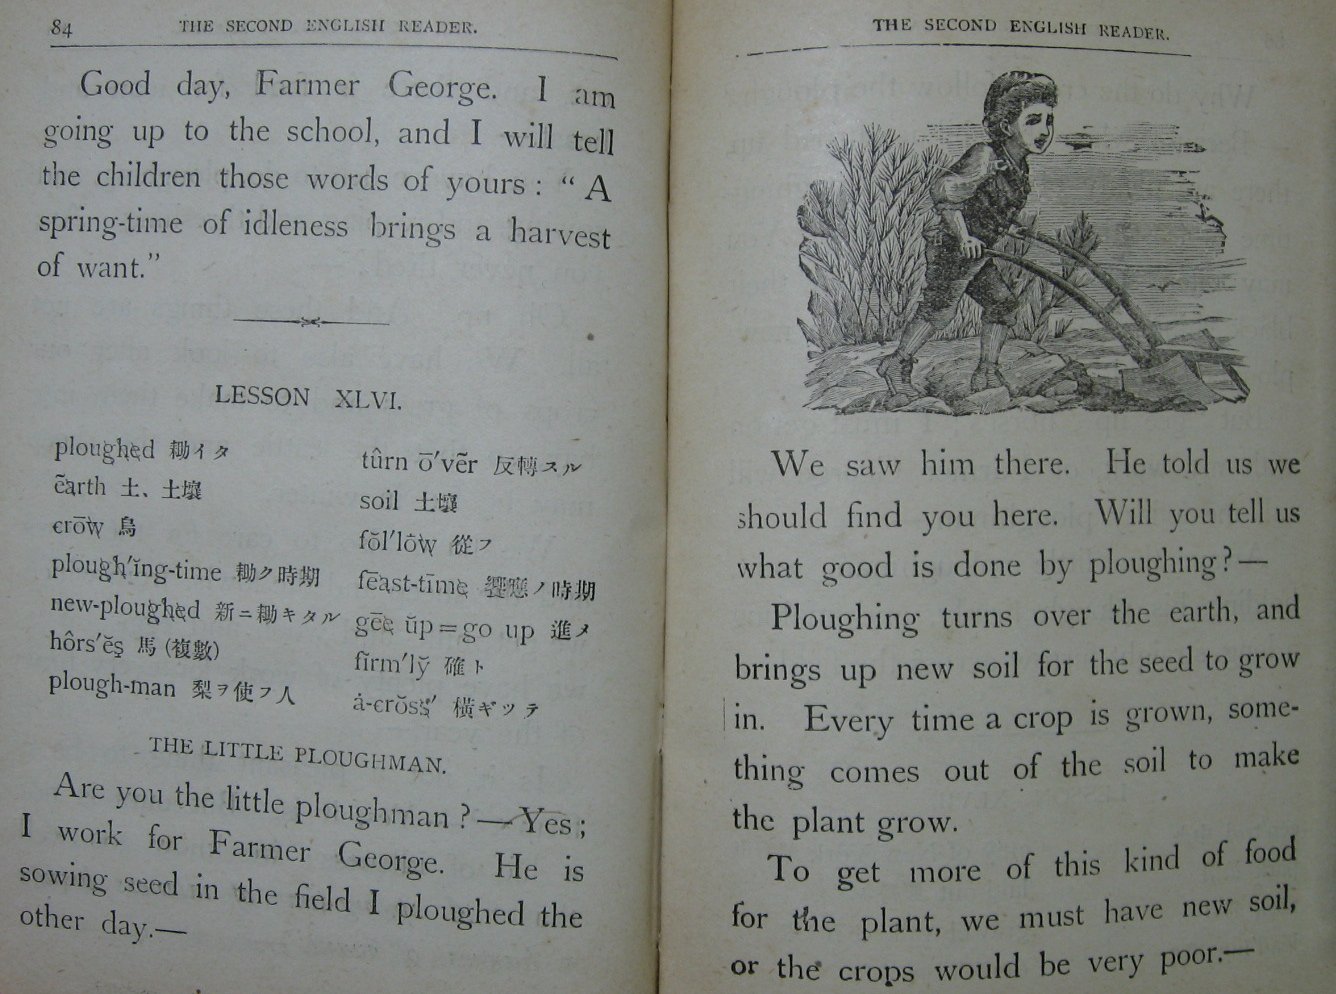 84 THE SECOND ENGLISH READER.
Good day, Farmer George. I am
going up to the school, and I will tell
the children those words of yours : “ A
spring-time of idleness brings a harvest
of want.”
LESSON XLVI.
ploughed 耡イタ
ēarth 土、土壤
crōw 烏
plough'ĭng-time 耡ク時期
new-ploughed 新ニ耡キタル
hôrs'ĕs 馬 (複數)
plough-man 犁ヲ使フ人
tûrn ō'vẽr 反轉スル
soil 土壤
fŏl'lōw 從フ
fēast-tīme 饗應ノ時期
gēe ŭp=go up 進メ
fĩrm'lў 確ト
á-crŏss' 橫ギツテ
THE LITTLE PLOUGHMAN.
Are you the little ploughman ?—Yes ;
I work for Farmer George. He is
sowing seed in the field I ploughed the
other day.—
THE SECOND ENGLISH READER.
We saw him there. He told us we
should find you here. Will you tell us
what good is done by ploughing?—
Ploughing turns over the earth, and
brings up new soil for the seed to grow
in. Every time a crop is grown, some-
thing comes out of the soil to make
the plant grow.
To get more of this kind of food
for the plant, we must have new soil,
or the crops would be very poor.—